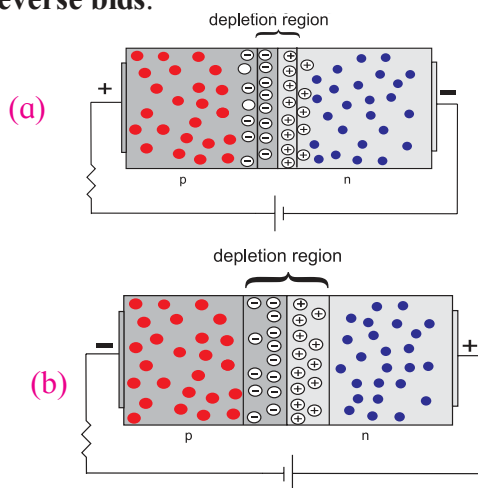 everse bias.
depletion region
+
−
(a)
p
n
depletion region
−
+
(b)
p
n